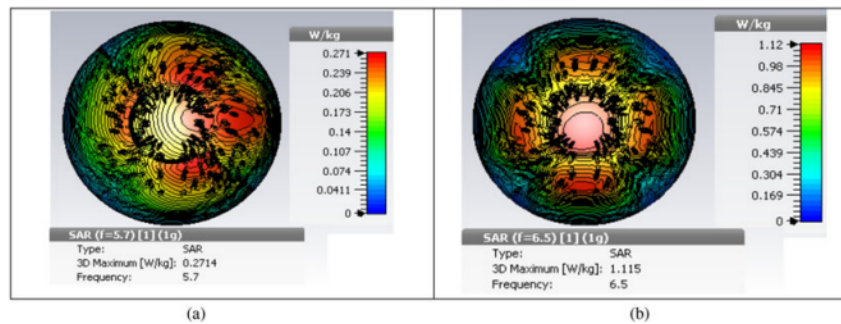 W/kg
0.271
0.239
0.206
0.173
0.14
0.107
0.074
0.0411
0
SAR (f=5.7) [1] (1g)
Type: SAR
3D Maximum [W/kg]: 0.2714
Frequency: 5.7
(a)
W/kg
1.12
0.98
0.845
0.71
0.574
0.439
0.304
0.169
0
SAR (f=6.5) [1] (1g)
Type: SAR
3D Maximum [W/kg]: 1.115
Frequency: 6.5
(b)